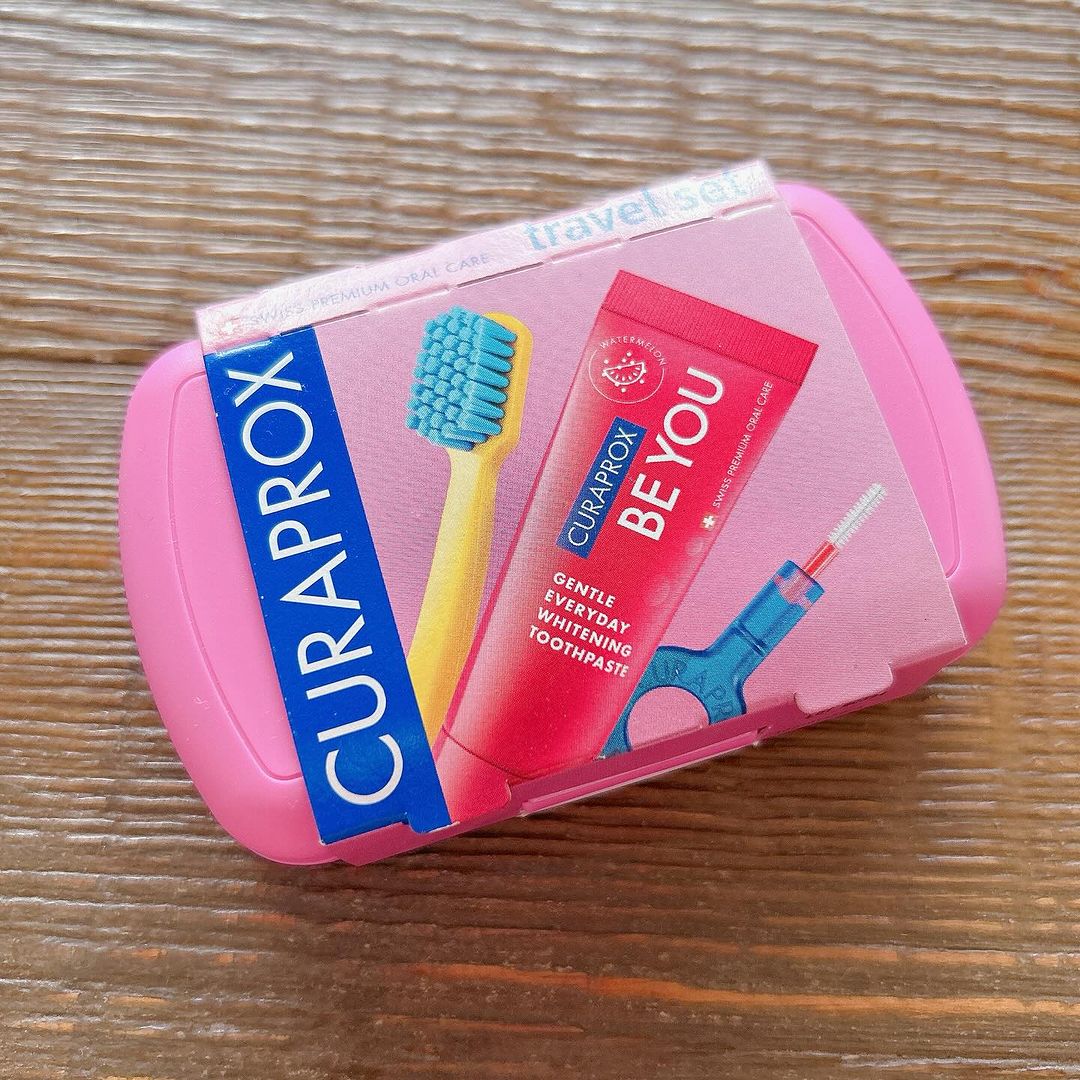 travel set
SWISS PREMIUM ORAL CARE
CURAPROX
WATERMELON
CURAPROX
BE YOU
SWISS PREMIUM ORAL CARE
GENTLE
EVERYDAY
WHITENING
TOOTHPASTE